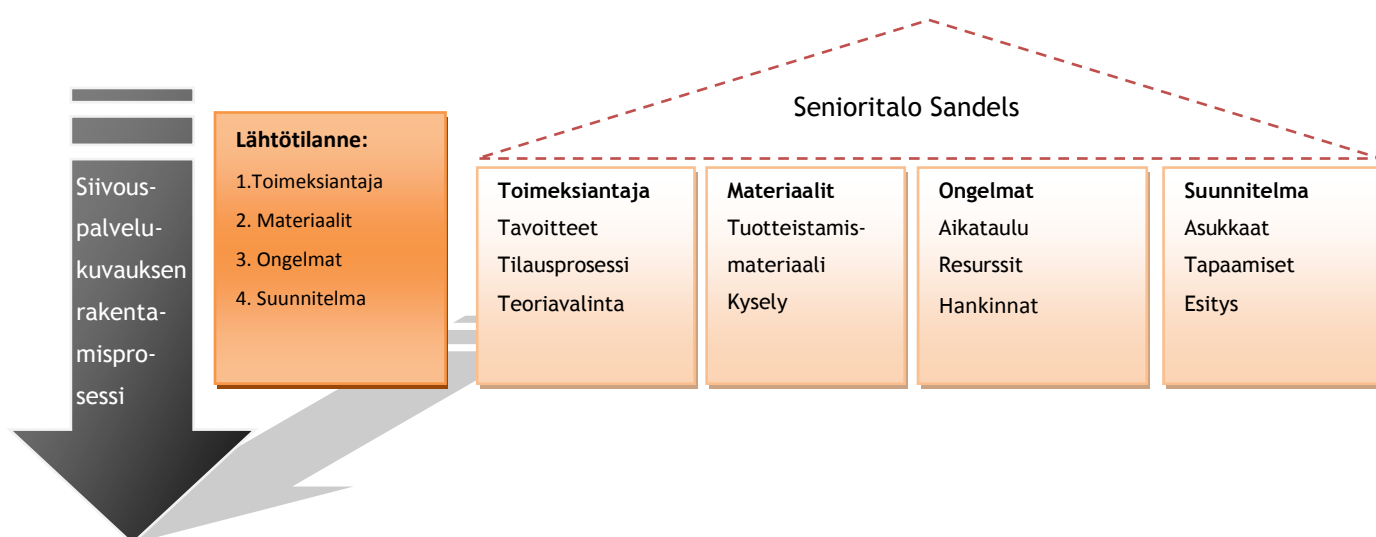 Senioritalo Sandels
Siivous-
palvelu-
kuvauksen
rakenta-
mispro-
sessi
Lähtötilanne:
1.Toimeksiantaja
2. Materiaalit
3. Ongelmat
4. Suunnitelma
Toimeksiantaja
Tavoitteet
Tilausprosessi
Teoriavalinta
Materiaalit
Tuotteistamis-
materiaali
Kysely
Ongelmat
Aikataulu
Resurssit
Hankinnat
Suunnitelma
Asukkaat
Tapaamiset
Esitys